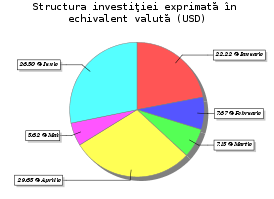 Structura investiţiei exprimată în
echivalent valută (USD)
26.50 % Iunie
22.22 % Ianuarie
7.67 % Februarie
5.62 % Mai
7.15 % Martie
29.65 % Aprilie